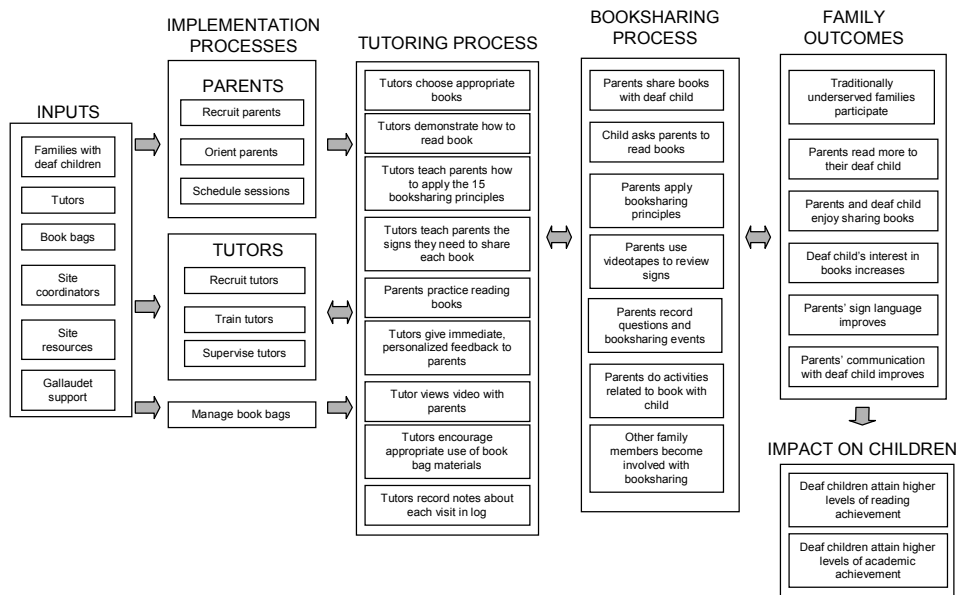 INPUTS
Families with
deaf children
Tutors
Book bags
Site
coordinators
Site
resources
Gallaudet
support
IMPLEMENTATION
PROCESSES
PARENTS
Recruit parents
Orient parents
Schedule sessions
TUTORS
Recruit tutors
Train tutors
Supervise tutors
Manage book bags
TUTORING PROCESS
Tutors choose appropriate
books
Tutors demonstrate how to
read book
Tutors teach parents how
to apply the 15
booksharing principles
Tutors teach parents the
signs they need to share
each book
Parents practice reading
books
Tutors give immediate,
personalized feedback to
parents
Tutor views video with
parents
Tutors encourage
appropriate use of book
bag materials
Tutors record notes about
each visit in log
BOOKSHARING
PROCESS
Parents share books
with deaf child
Child asks parents to
read books
Parents apply
booksharing
principles
Parents use
videotapes to review
signs
Parents record
questions and
booksharing events
Parents do activities
related to book with
child
Other family
members become
involved with
booksharing
FAMILY
OUTCOMES
Traditionally
underserved families
participate
Parents read more to
their deaf child
Parents and deaf child
enjoy sharing books
Deaf child's interest in
books increases
Parents' sign language
improves
Parents' communication
with deaf child improves
IMPACT ON CHILDREN
Deaf children attain higher
levels of reading
achievement
Deaf children attain higher
levels of academic
achievement